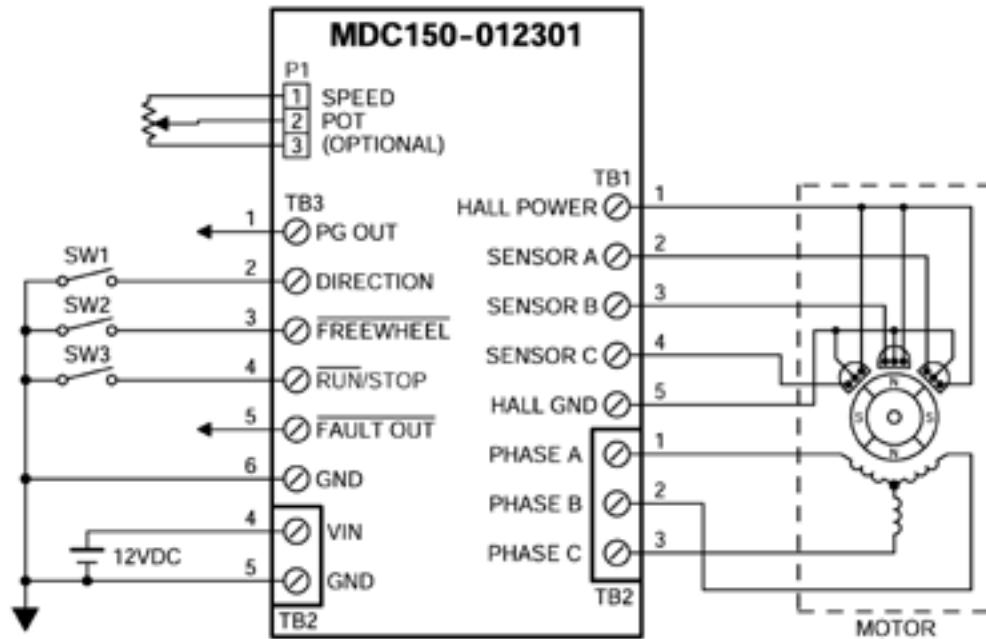 MDC150-012301
P1
1 SPEED
2 POT
3 (OPTIONAL)
TB3
1 PG OUT
SW1
2 DIRECTION
SW2
3 FREEWHEEL
SW3
4 RUN/STOP
5 FAULT OUT
6 GND
4 VIN
12VDC
5 GND
TB2
TB1
HALL POWER 1
SENSOR A 2
SENSOR B 3
SENSOR C 4
HALL GND 5
PHASE A 1
PHASE B 2
PHASE C 3
TB2
N
S
S
N
MOTOR